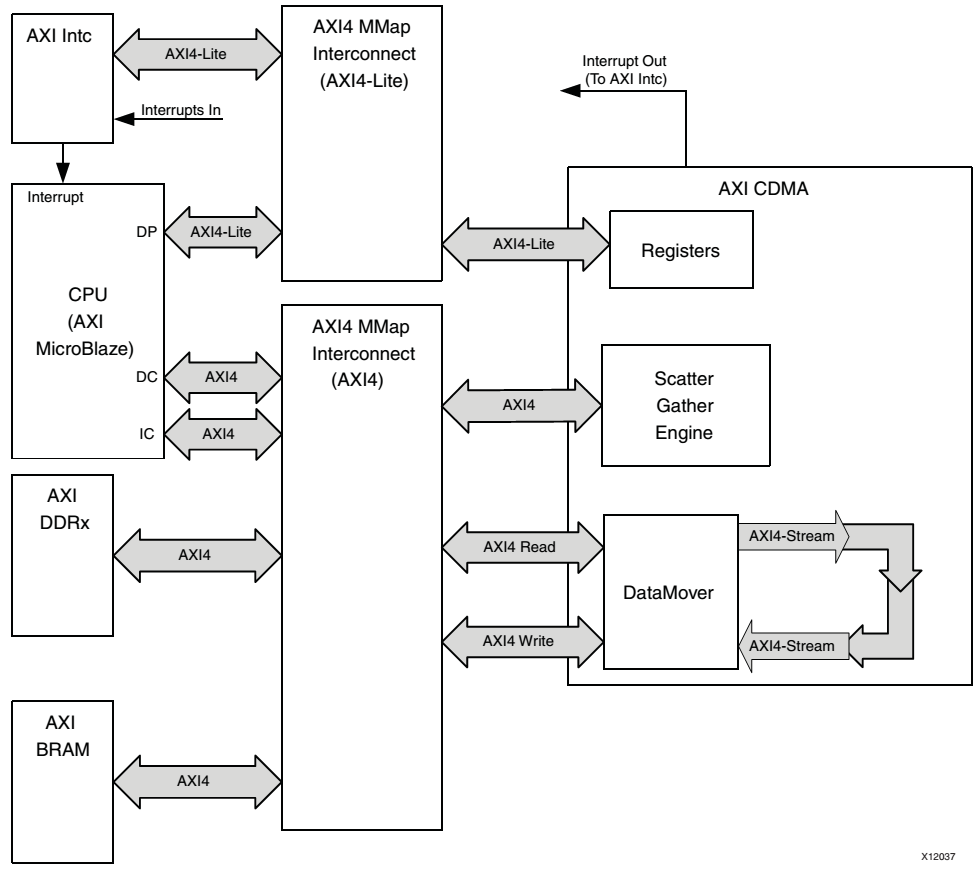 AXI Intc
AXI4-Lite
AXI4 MMap
Interconnect
(AXI4-Lite)
Interrupt Out
(To AXI Intc)
Interrupts In
Interrupt
DP
AXI4-Lite
CPU
(AXI
MicroBlaze)
DC
AXI4
IC
AXI4
AXI4-Lite
AXI CDMA
Registers
AXI4 MMap
Interconnect
(AXI4)
AXI4
Scatter
Gather
Engine
AXI
DDRx
AXI4
AXI4 Read
AXI4 Write
DataMover
AXI4-Stream
AXI4-Stream
AXI
BRAM
AXI4
X12037